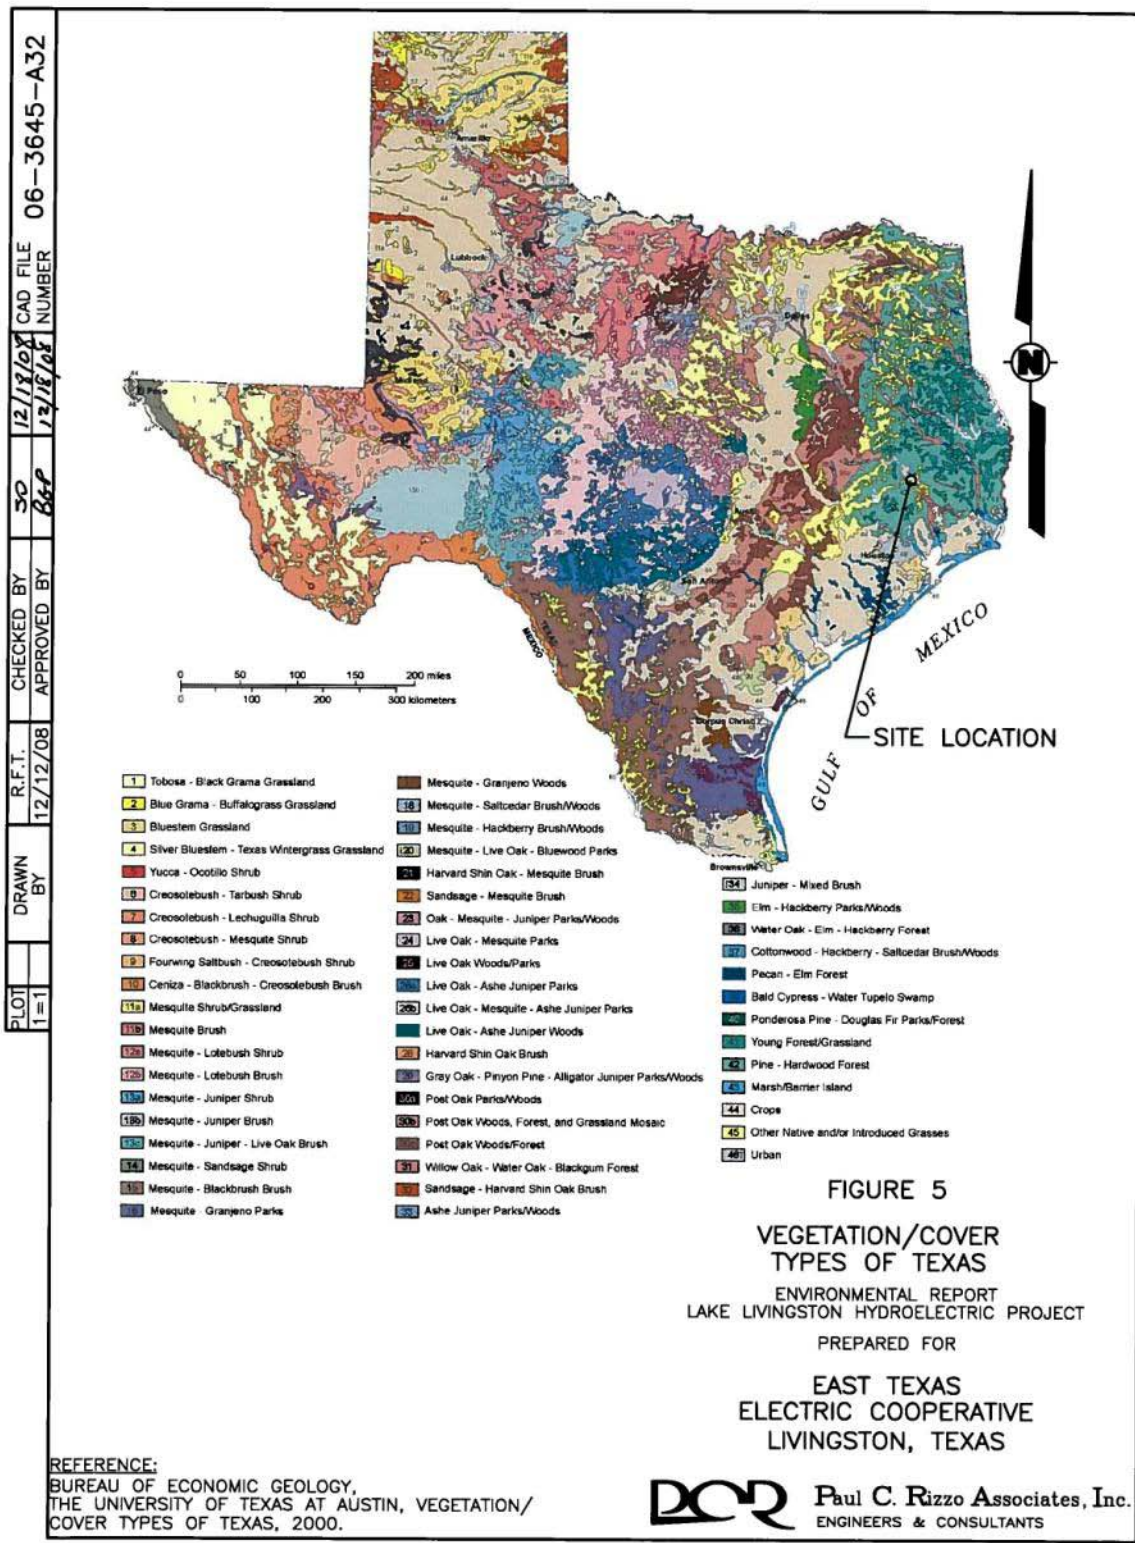 CAD FILE
NUMBER 06-3645-A32
12/18/08
12/18/08
CHECKED BY
APPROVED BY
R.F.T.
12/12/08
DRAWN
BY
PLOT
1=1
Amarillo
Lubbock
Midland
El Paso
Dallas
Austin
Houston
San Antonio
Corpus Christi
Brownsville
TEXAS
MEXICO
N
GULF OF MEXICO
SITE LOCATION
0 50 100 150 200 miles
0 100 200 300 kilometers
1 Tobosa - Black Grama Grassland
2 Blue Grama - Buffalograss Grassland
3 Bluestem Grassland
4 Silver Bluestem - Texas Wintergrass Grassland
5 Yucca - Ocotillo Shrub
6 Creosotebush - Tarbush Shrub
7 Creosotebush - Lechuguilla Shrub
8 Creosotebush - Mesquite Shrub
9 Fourwing Saltbush - Creosotebush Shrub
10 Ceniza - Blackbrush - Creosotebush Brush
11a Mesquite Shrub/Grassland
11b Mesquite Brush
12a Mesquite - Lotebush Shrub
12b Mesquite - Lotebush Brush
13a Mesquite - Juniper Shrub
13b Mesquite - Juniper Brush
13c Mesquite - Juniper - Live Oak Brush
14 Mesquite - Sandsage Shrub
15 Mesquite - Blackbrush Brush
16 Mesquite - Granjeno Parks
Mesquite - Granjeno Woods
18 Mesquite - Saltcedar Brush/Woods
19 Mesquite - Hackberry Brush/Woods
20 Mesquite - Live Oak - Bluewood Parks
21 Harvard Shin Oak - Mesquite Brush
22 Sandsage - Mesquite Brush
23 Oak - Mesquite - Juniper Parks/Woods
24 Live Oak - Mesquite Parks
25 Live Oak Woods/Parks
26a Live Oak - Ashe Juniper Parks
26b Live Oak - Mesquite - Ashe Juniper Parks
Live Oak - Ashe Juniper Woods
28 Harvard Shin Oak Brush
29 Gray Oak - Pinyon Pine - Alligator Juniper Parks/Woods
30a Post Oak Parks/Woods
30b Post Oak Woods, Forest, and Grassland Mosaic
Post Oak Woods/Forest
31 Willow Oak - Water Oak - Blackgum Forest
32 Sandsage - Harvard Shin Oak Brush
33 Ashe Juniper Parks/Woods
34 Juniper - Mixed Brush
35 Elm - Hackberry Parks/Woods
36 Water Oak - Elm - Hackberry Forest
37 Cottonwood - Hackberry - Saltcedar Brush/Woods
Pecan - Elm Forest
Bald Cypress - Water Tupelo Swamp
40 Ponderosa Pine - Douglas Fir Parks/Forest
41 Young Forest/Grassland
42 Pine - Hardwood Forest
43 Marsh/Barrier Island
44 Crops
45 Other Native and/or Introduced Grasses
46 Urban
FIGURE 5
VEGETATION/COVER
TYPES OF TEXAS
ENVIRONMENTAL REPORT
LAKE LIVINGSTON HYDROELECTRIC PROJECT
PREPARED FOR
EAST TEXAS
ELECTRIC COOPERATIVE
LIVINGSTON, TEXAS
REFERENCE:
BUREAU OF ECONOMIC GEOLOGY,
THE UNIVERSITY OF TEXAS AT AUSTIN, VEGETATION/
COVER TYPES OF TEXAS, 2000.
Paul C. Rizzo Associates, Inc.
ENGINEERS & CONSULTANTS